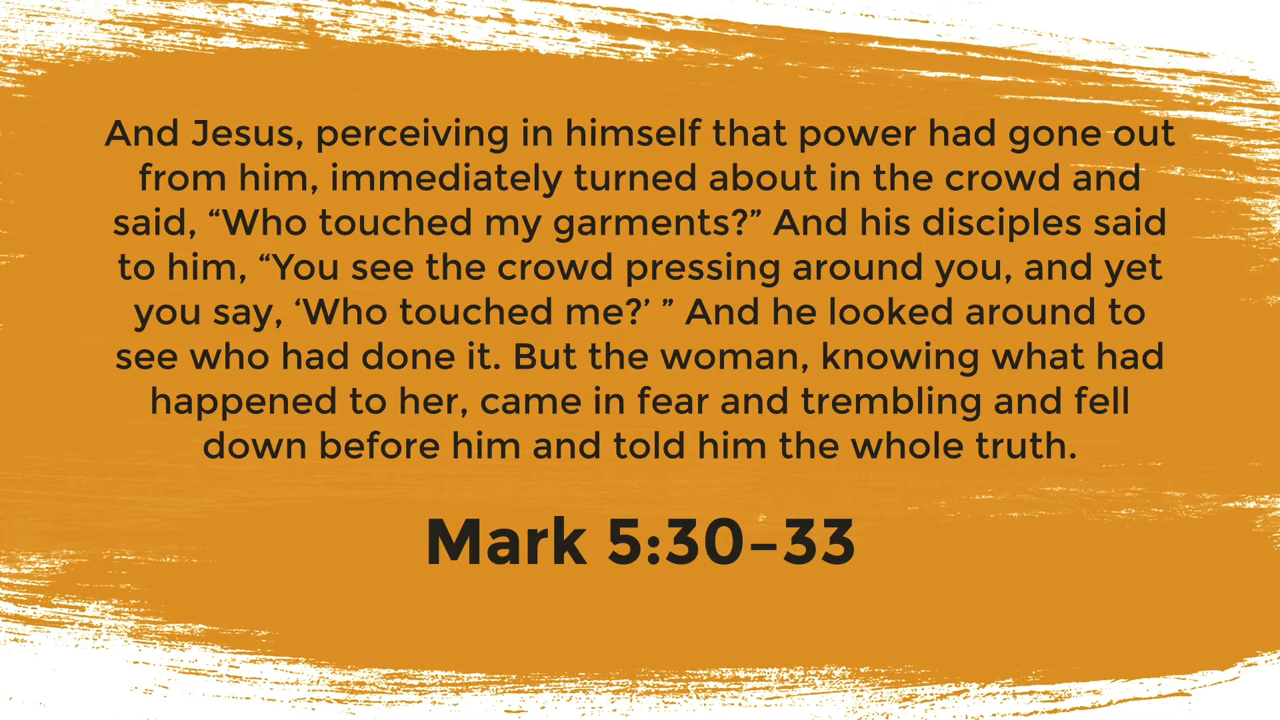 And Jesus, perceiving in himself that power had gone out
from him, immediately turned about in the crowd and
said, “Who touched my garments?” And his disciples said
to him, “You see the crowd pressing around you, and yet
you say, ‘Who touched me?’ ” And he looked around to
see who had done it. But the woman, knowing what had
happened to her, came in fear and trembling and fell
down before him and told him the whole truth.
Mark 5:30–33